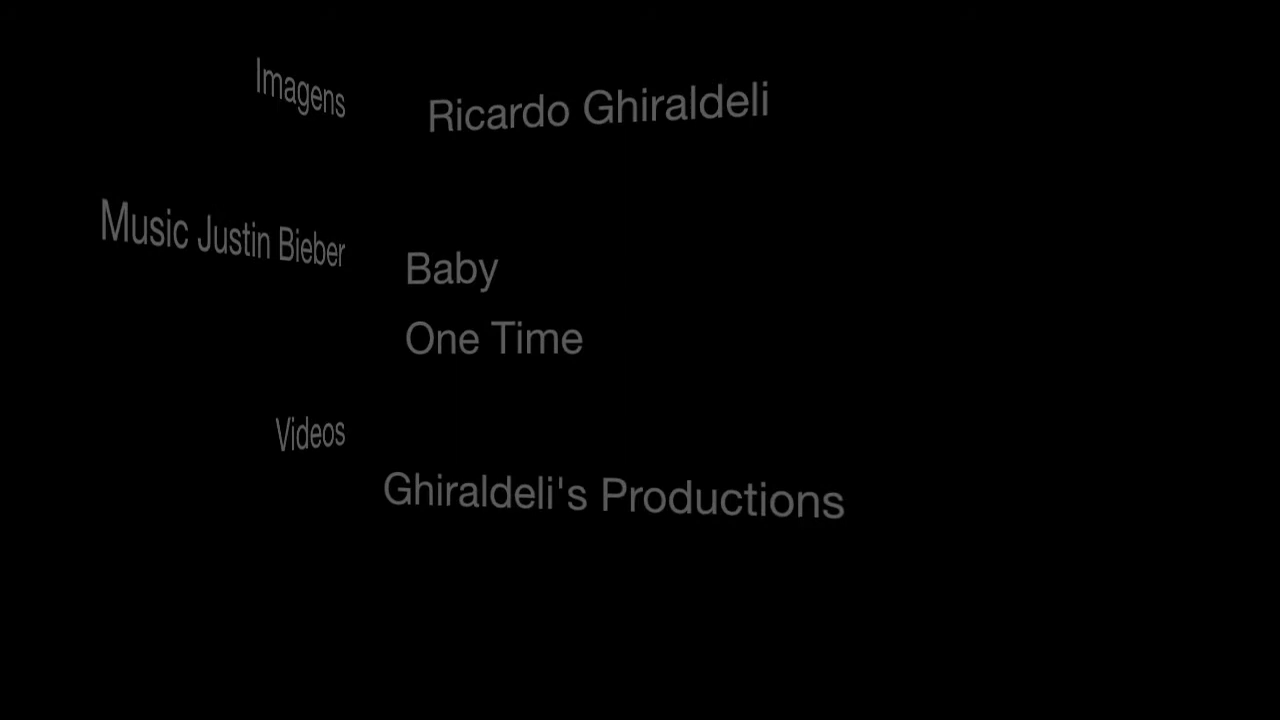 Imagens
Ricardo Ghiraldeli
Music Justin Bieber
Baby
One Time
Videos
Ghiraldeli's Productions